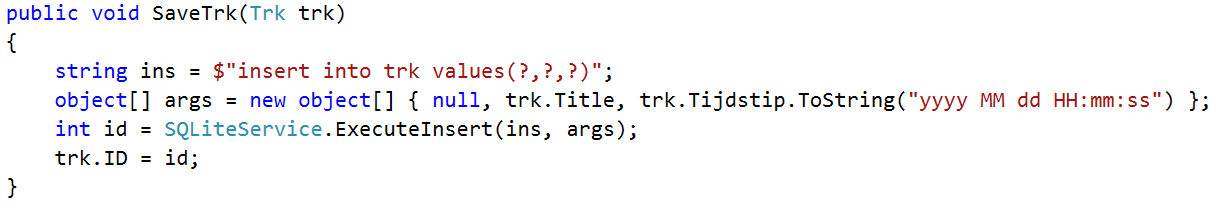 public void SaveTrk(Trk trk)
{
    string ins = $"insert into trk values(?,?,?)";
    object[] args = new object[] { null, trk.Title, trk.Tijdstip.ToString("yyyy MM dd HH:mm:ss") };
    int id = SQLiteService.ExecuteInsert(ins, args);
    trk.ID = id;
}